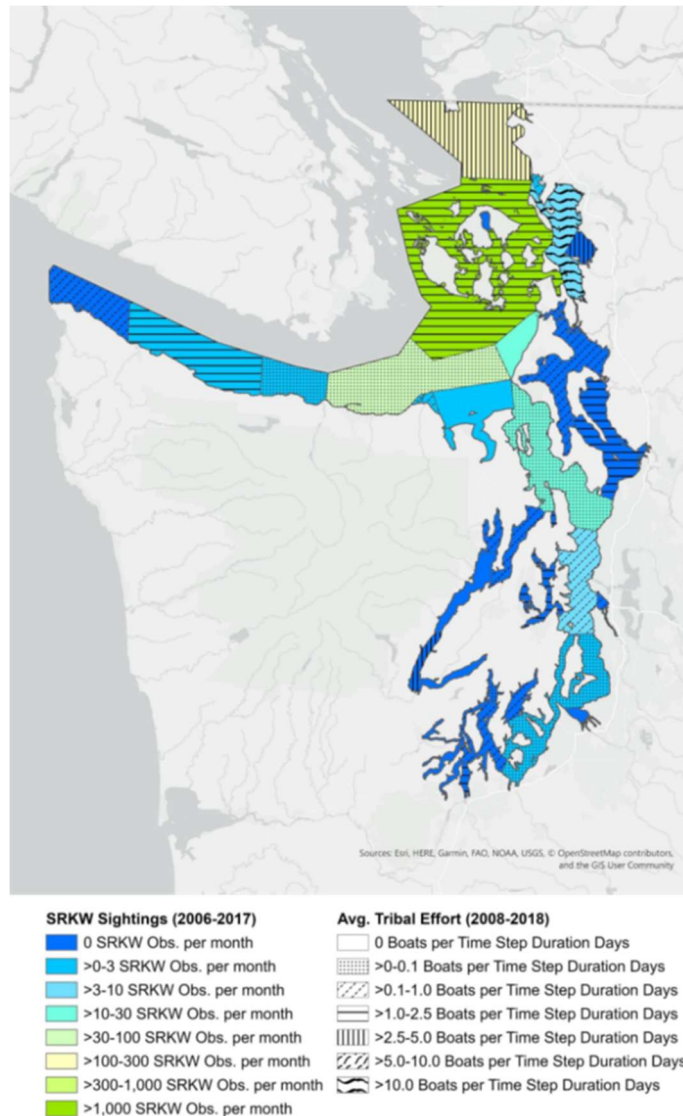 Sources: Esri, HERE, Garmin, FAO, NOAA, USGS, © OpenStreetMap contributors,
and the GIS User Community
SRKW Sightings (2006-2017)
0 SRKW Obs. per month
>0-3 SRKW Obs. per month
>3-10 SRKW Obs. per month
>10-30 SRKW Obs. per month
>30-100 SRKW Obs. per month
>100-300 SRKW Obs. per month
>300-1,000 SRKW Obs. per month
>1,000 SRKW Obs. per month
Avg. Tribal Effort (2008-2018)
0 Boats per Time Step Duration Days
>0-0.1 Boats per Time Step Duration Days
>0.1-1.0 Boats per Time Step Duration Days
>1.0-2.5 Boats per Time Step Duration Days
>2.5-5.0 Boats per Time Step Duration Days
>5.0-10.0 Boats per Time Step Duration Days
>10.0 Boats per Time Step Duration Days